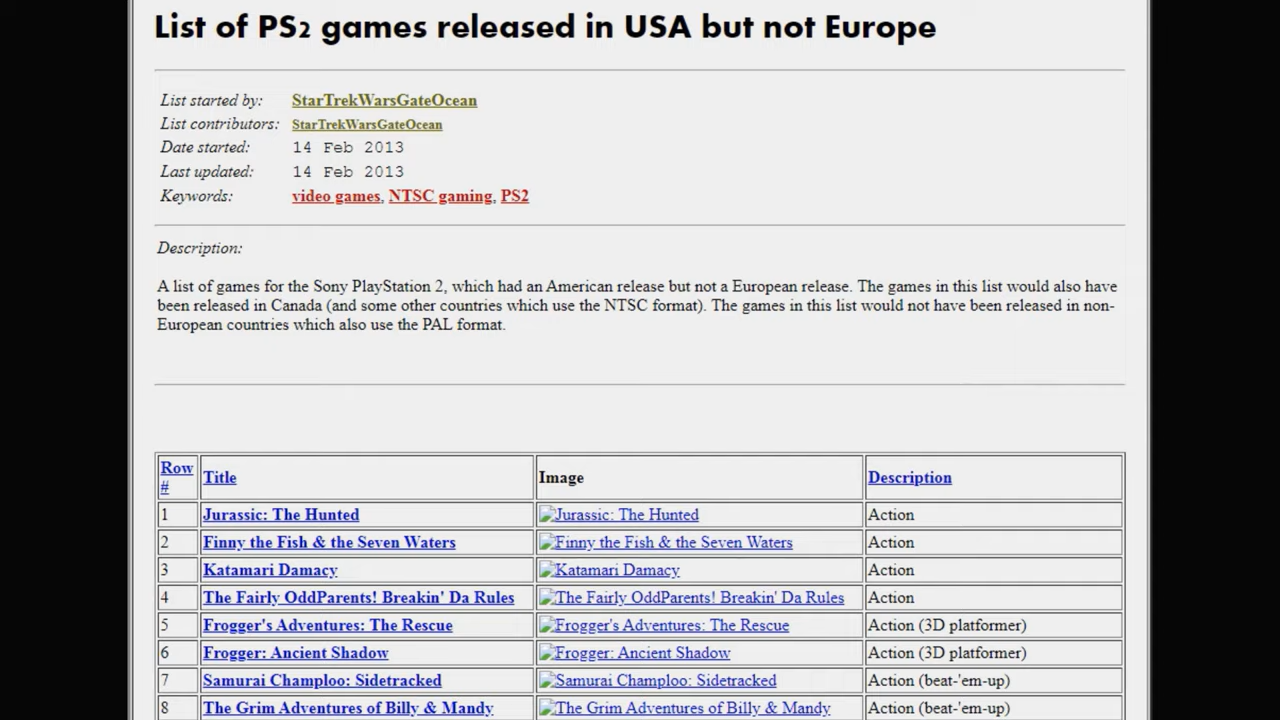 List of PS2 games released in USA but not Europe
List started by: StarTrekWarsGateOcean
List contributors: StarTrekWarsGateOcean
Date started: 14 Feb 2013
Last updated: 14 Feb 2013
Keywords: video games, NTSC gaming, PS2
Description:
A list of games for the Sony PlayStation 2, which had an American release but not a European release. The games in this list would also have
been released in Canada (and some other countries which use the NTSC format). The games in this list would not have been released in non-
European countries which also use the PAL format.
Row # Title Image Description
1 Jurassic: The Hunted Jurassic: The Hunted Action
2 Finny the Fish & the Seven Waters Finny the Fish & the Seven Waters Action
3 Katamari Damacy Katamari Damacy Action
4 The Fairly OddParents! Breakin' Da Rules The Fairly OddParents! Breakin' Da Rules Action
5 Frogger's Adventures: The Rescue Frogger's Adventures: The Rescue Action (3D platformer)
6 Frogger: Ancient Shadow Frogger: Ancient Shadow Action (3D platformer)
7 Samurai Champloo: Sidetracked Samurai Champloo: Sidetracked Action (beat-'em-up)
8 The Grim Adventures of Billy & Mandy The Grim Adventures of Billy & Mandy Action (beat-'em-up)